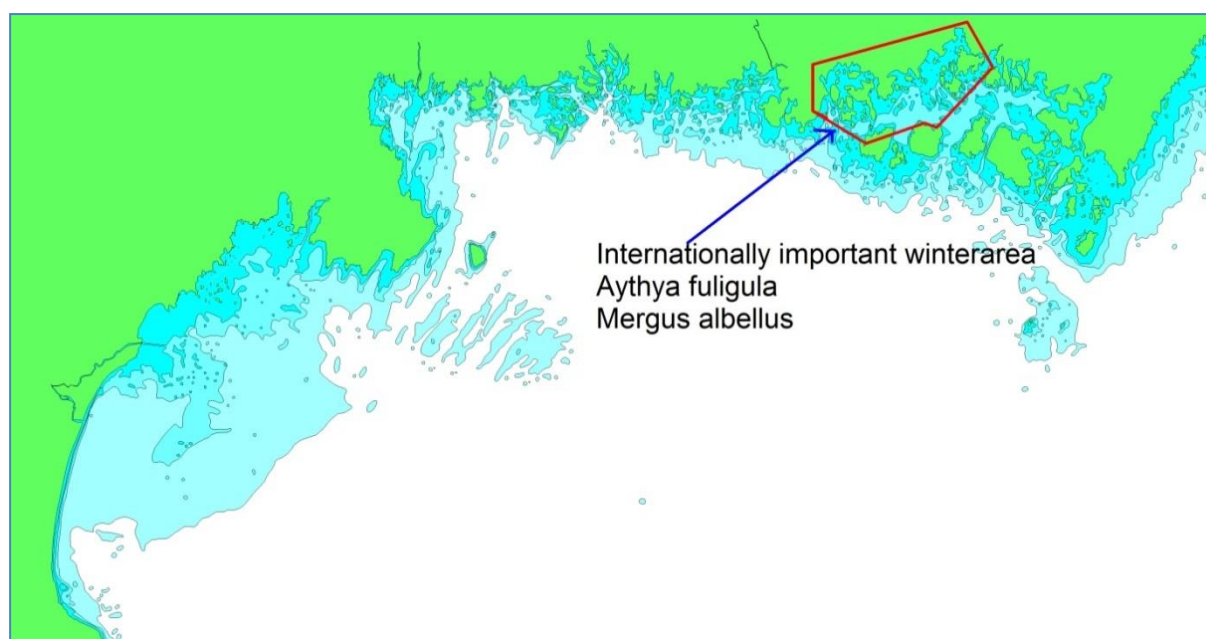 Internationally important winterarea
Aythya fuligula
Mergus albellus